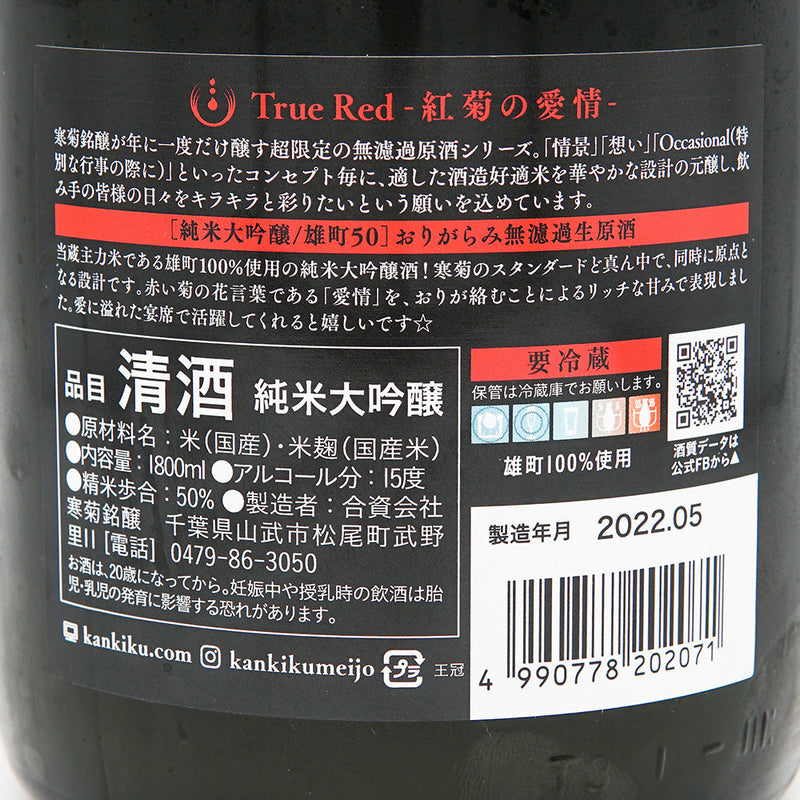 True Red -紅菊の愛情-
寒菊銘醸が年に一度だけ醸す超限定の無濾過原酒シリーズ。「情景」「想い」「Occasional(特
別な行事の際に)」といったコンセプト毎に、適した酒造好適米を華やかな設計の元醸し、飲
み手の皆様の日々をキラキラと彩りたいという願いを込めています。
[純米大吟醸/雄町50]おりがらみ無濾過生原酒
当蔵主力米である雄町100%使用の純米大吟醸酒!寒菊のスタンダードど真ん中で、同時に原点と
なる設計です。赤い菊の花言葉である「愛情」を、おりが絡むことによるリッチな甘みで表現しまし
た。愛に溢れた宴席で活躍してくれると嬉しいです☆
品目 清酒 純米大吟醸
●原材料名:米(国産)・米麹(国産米)
●内容量:1800ml ●アルコール分:15度
●精米歩合:50% ●製造者:合資会社
寒菊銘醸 千葉県山武市松尾町武野
里11 [電話] 0479-86-3050
お酒は、20歳になってから。妊娠中や授乳時の飲酒は胎
児・乳児の発育に影響する恐れがあります。
kankiku.com kankikumeijo プラ 王冠
要冷蔵
保管は冷蔵庫でお願いします。
雄町100%使用
酒質データは
公式FBから▲
製造年月 2022.05
4 990778 202071